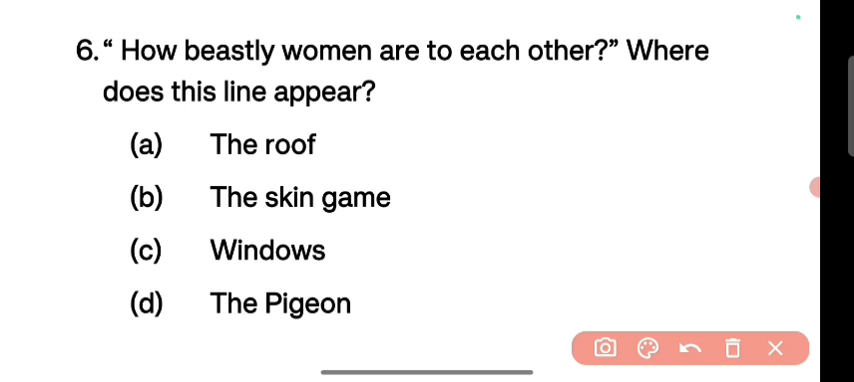 6.“ How beastly women are to each other?” Where
does this line appear?
(a) The roof
(b) The skin game
(c) Windows
(d) The Pigeon